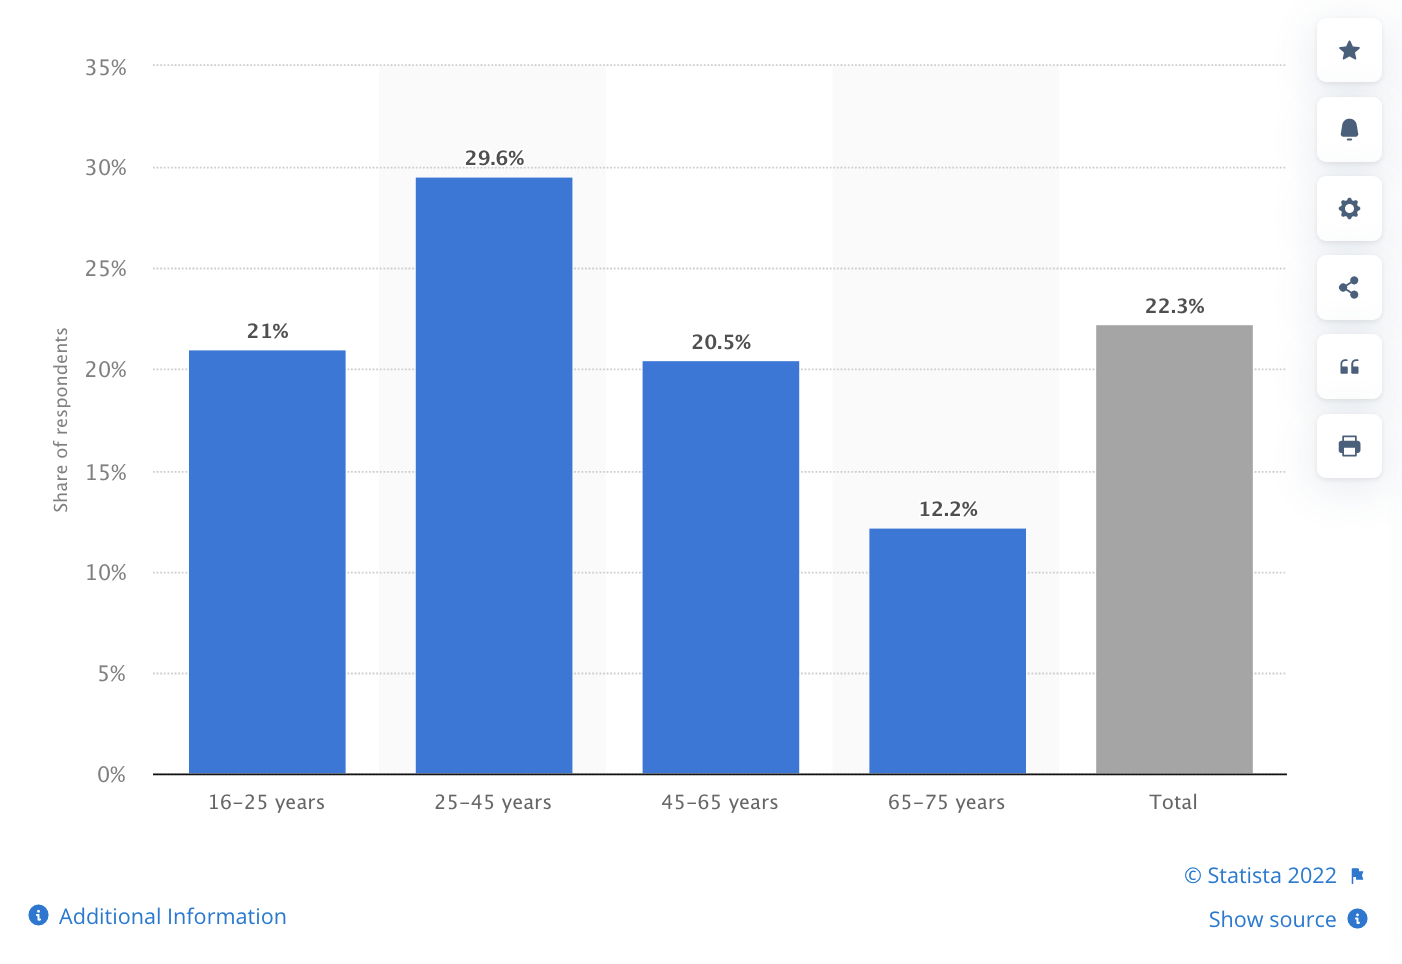 35%
30%
25%
20%
15%
10%
5%
0%
Share of respondents
21%
29.6%
20.5%
12.2%
22.3%
16–25 years
25–45 years
45–65 years
65–75 years
Total
© Statista 2022
Additional Information
Show source